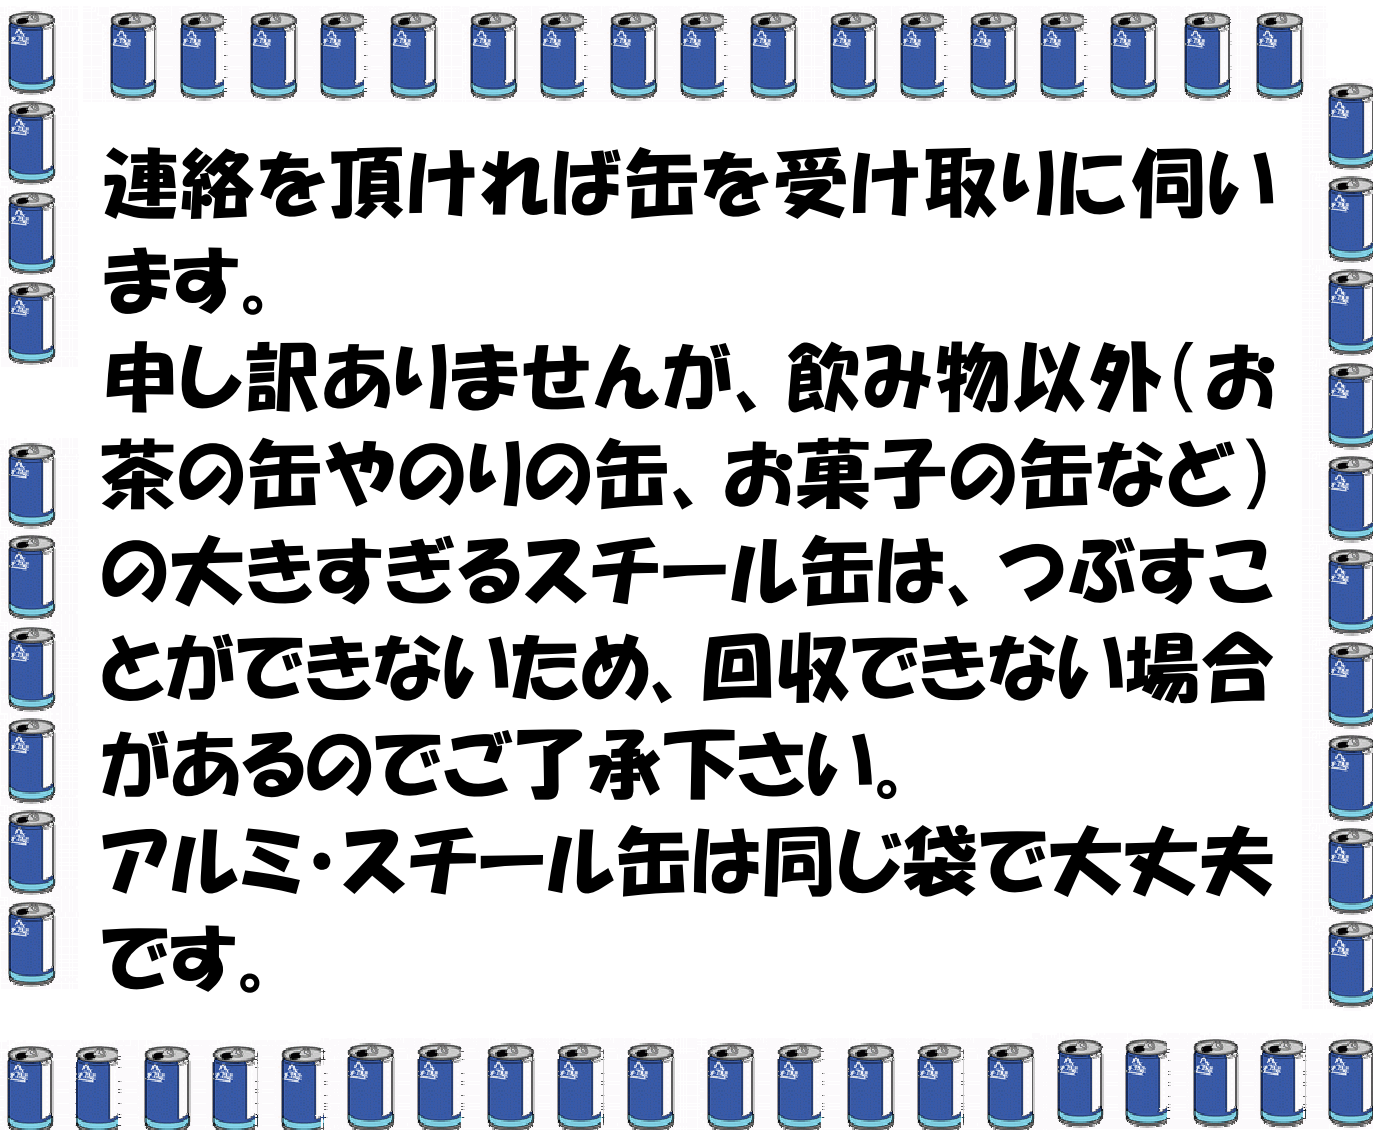 連絡を頂ければ缶を受け取りに伺い
ます。
申し訳ありませんが、飲み物以外（お
茶の缶やのりの缶、お菓子の缶など）
の大きすぎるスチール缶は、つぶすこ
とができないため、回収できない場合
があるのでご了承下さい。
アルミ・スチール缶は同じ袋で大丈夫
です。